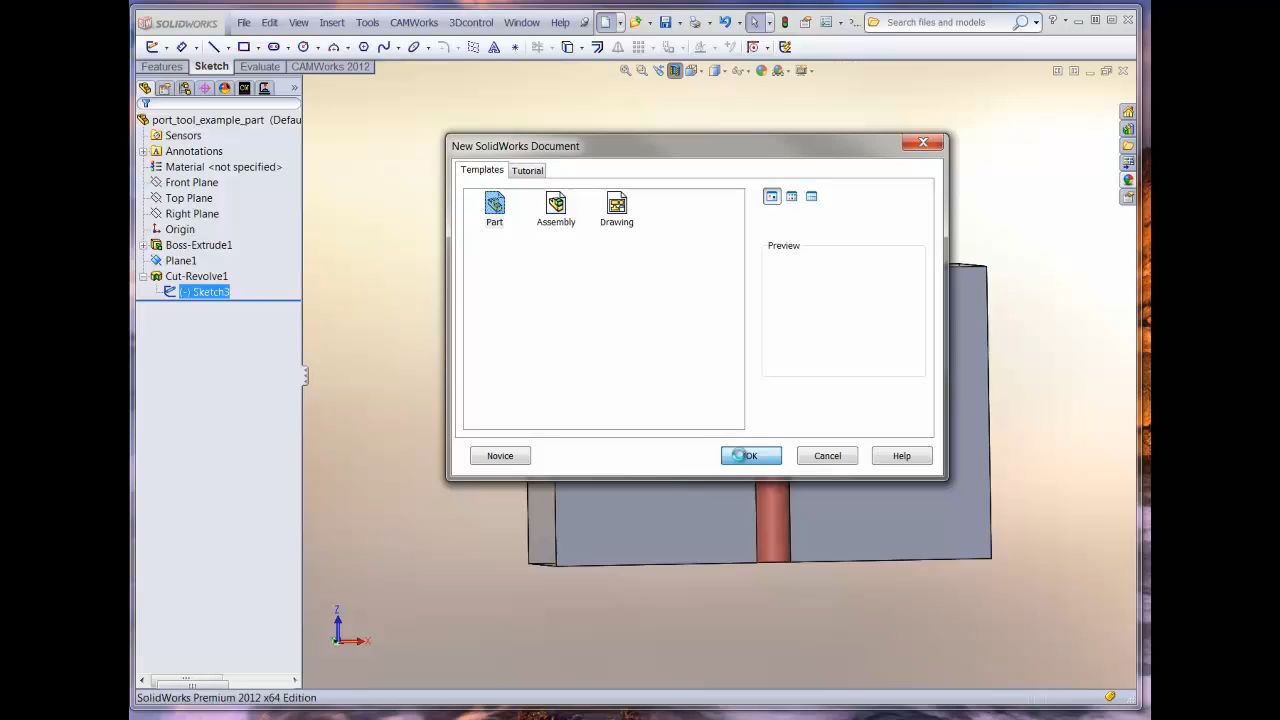 SOLIDWORKS File Edit View Insert Tools CAMWorks 3Dcontrol Window Help Search files and models
Features Sketch Evaluate CAMWorks 2012
port_tool_example_part (Defau
Sensors
Annotations
Material <not specified>
Front Plane
Top Plane
Right Plane
Origin
Boss-Extrude1
Plane1
Cut-Revolve1
(-) Sketch3
New SolidWorks Document
Templates Tutorial
Part Assembly Drawing
Preview
Novice OK Cancel Help
Z
X
SolidWorks Premium 2012 x64 Edition